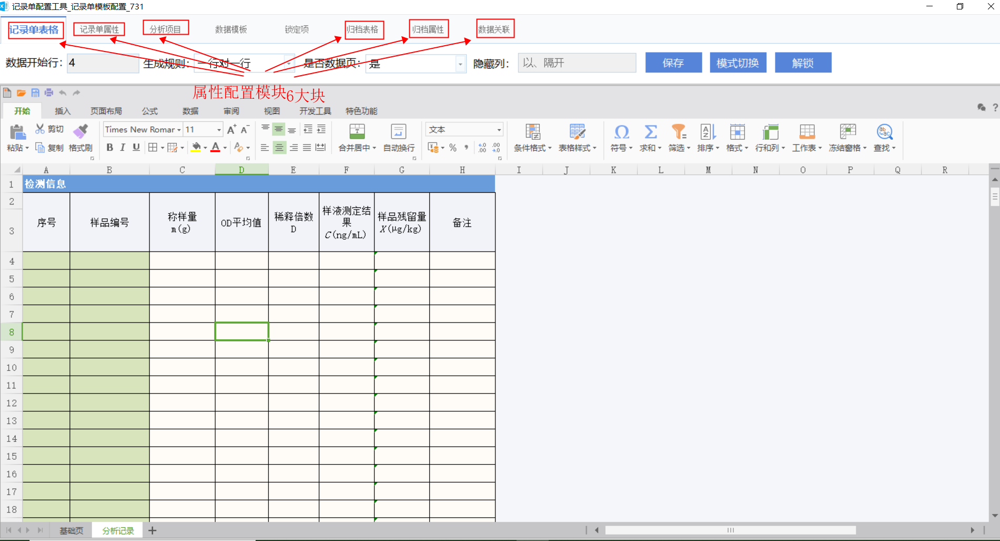 记录单配置工具_记录单模板配置_731
记录单表格 记录单属性 分析项目 数据模板 锁定项 归档表格 归档属性 数据关联
数据开始行: 4 生成规则: 一行对一行 是否数据页: 是 隐藏列: 以、隔开 保存 模式切换 解锁
属性配置模块6大块
开始 插入 页面布局 公式 数据 审阅 视图 开发工具 特色功能
剪切 Times New Romar 11 文本
粘贴 复制 格式刷 B I U 合并居中 自动换行 条件格式 表格样式 符号 求和 筛选 排序 格式 行和列 工作表 冻结窗格 查找
A B C D E F G H I J K L M N O P Q R
1 检测信息
2
3
序号
样品编号
称样量
m(g)
OD平均值
稀释倍数
D
样液测定结
果
C(ng/mL)
样品残留量
X(μg/kg)
备注
4
5
6
7
8
9
10
11
12
13
14
15
16
17
18
基础页 分析记录 +